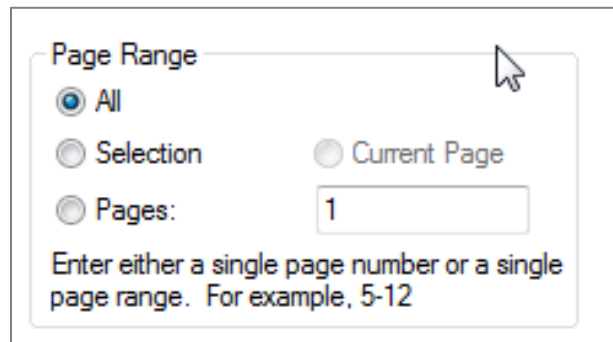 Page Range
All
Selection Current Page
Pages: 1
Enter either a single page number or a single
page range. For example, 5-12